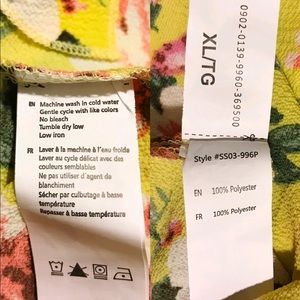 EN Machine wash in cold water
Gentle cycle with like colors
No bleach
Tumble dry low
Low iron
FR Laver à la machine à l'eau froide
Laver au cycle délicat avec des
couleurs semblables
Ne pas utiliser d'agent de
blanchiment
Sécher par culbutage à basse
température
Repasser à basse température
XL/TG
0902-0139-9960-369500
Style #SS03-996P
EN 100% Polyester
FR 100% Polyester